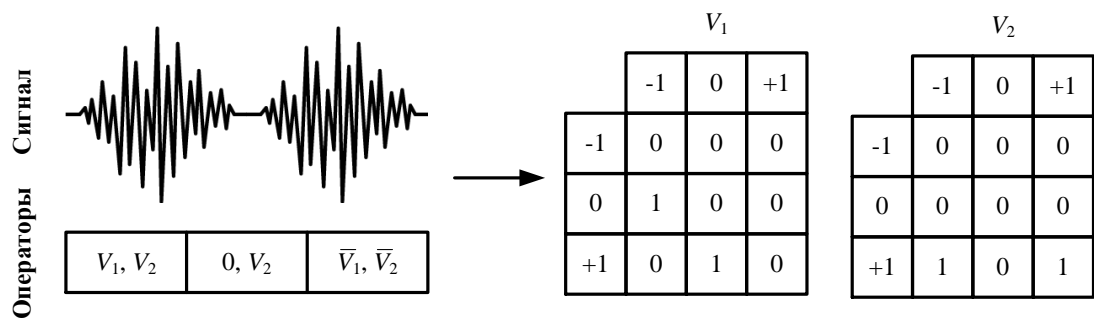 Сигнал
Операторы
V₁, V₂ 0, V₂ V̅₁, V̅₂
V₁
-1 0 +1
-1 0 0 0
0 1 0 0
+1 0 1 0
V₂
-1 0 +1
-1 0 0 0
0 0 0 0
+1 1 0 1